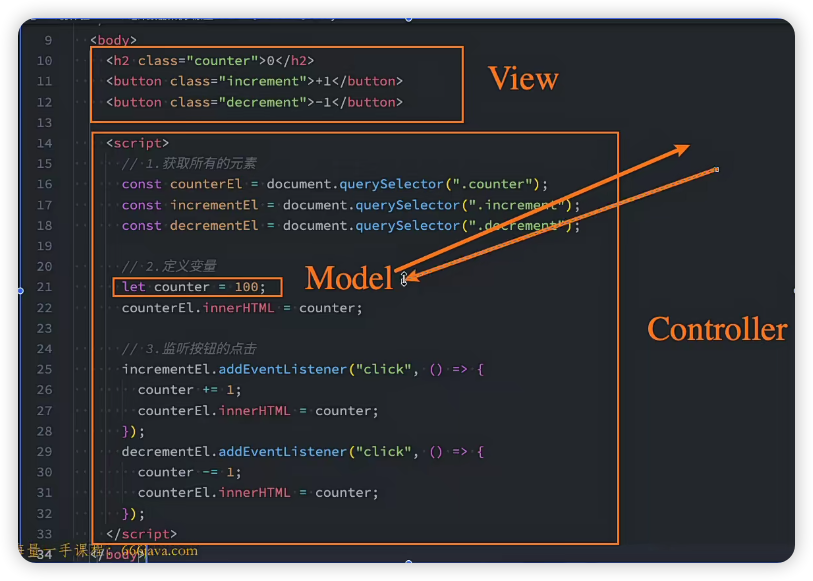 9 <body>
10 <h2 class="counter">0</h2>
11 <button class="increment">+1</button>
12 <button class="decrement">-1</button>
View
13
14 <script>
15 // 1.获取所有的元素
16 const counterEl = document.querySelector(".counter");
17 const incrementEl = document.querySelector(".increment");
18 const decrementEl = document.querySelector(".decrement");
19
20 // 2.定义变量
21 let counter = 100;
Model
22 counterEl.innerHTML = counter;
Controller
23
24 // 3.监听按钮的点击
25 incrementEl.addEventListener("click", () => {
26 counter += 1;
27 counterEl.innerHTML = counter;
28 });
29 decrementEl.addEventListener("click", () => {
30 counter -= 1;
31 counterEl.innerHTML = counter;
32 });
33 </script>
34 </body>
量一手课程：666java.com